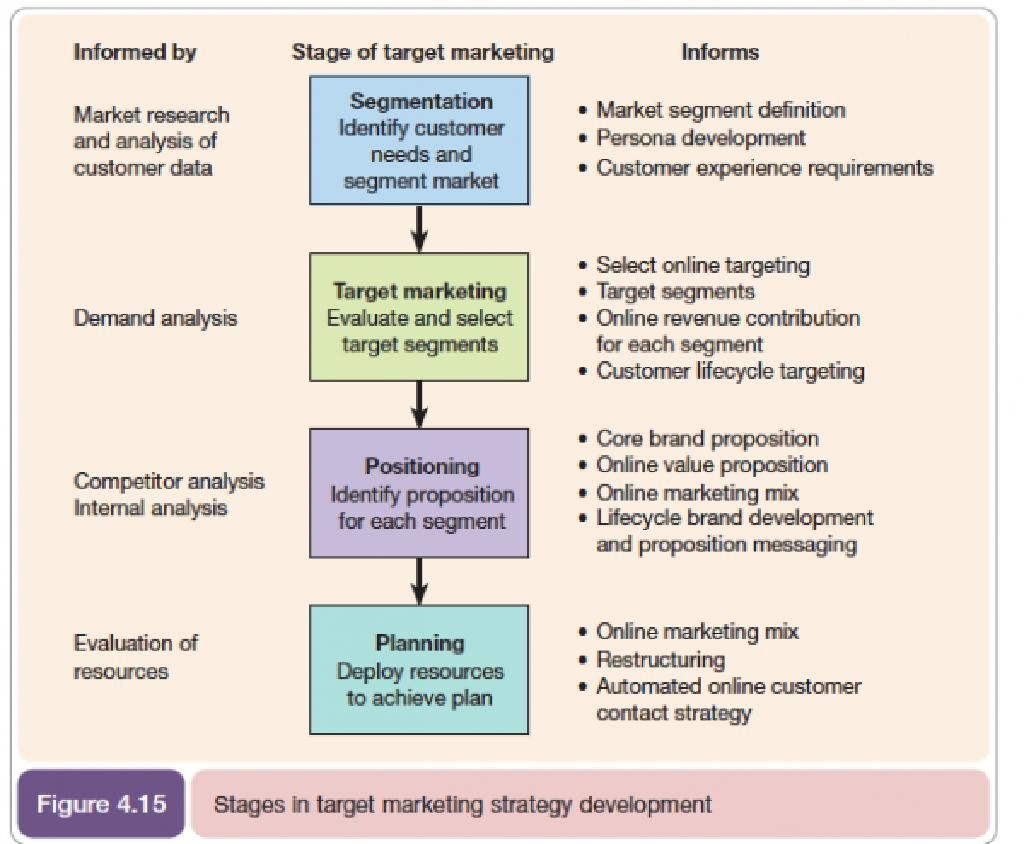 Informed by
Stage of target marketing
Informs
Market research
and analysis of
customer data
Segmentation
Identify customer
needs and
segment market
• Market segment definition
• Persona development
• Customer experience requirements
Demand analysis
Target marketing
Evaluate and select
target segments
• Select online targeting
• Target segments
• Online revenue contribution
for each segment
• Customer lifecycle targeting
Competitor analysis
Internal analysis
Positioning
Identify proposition
for each segment
• Core brand proposition
• Online value proposition
• Online marketing mix
• Lifecycle brand development
and proposition messaging
Evaluation of
resources
Planning
Deploy resources
to achieve plan
• Online marketing mix
• Restructuring
• Automated online customer
contact strategy
Figure 4.15
Stages in target marketing strategy development